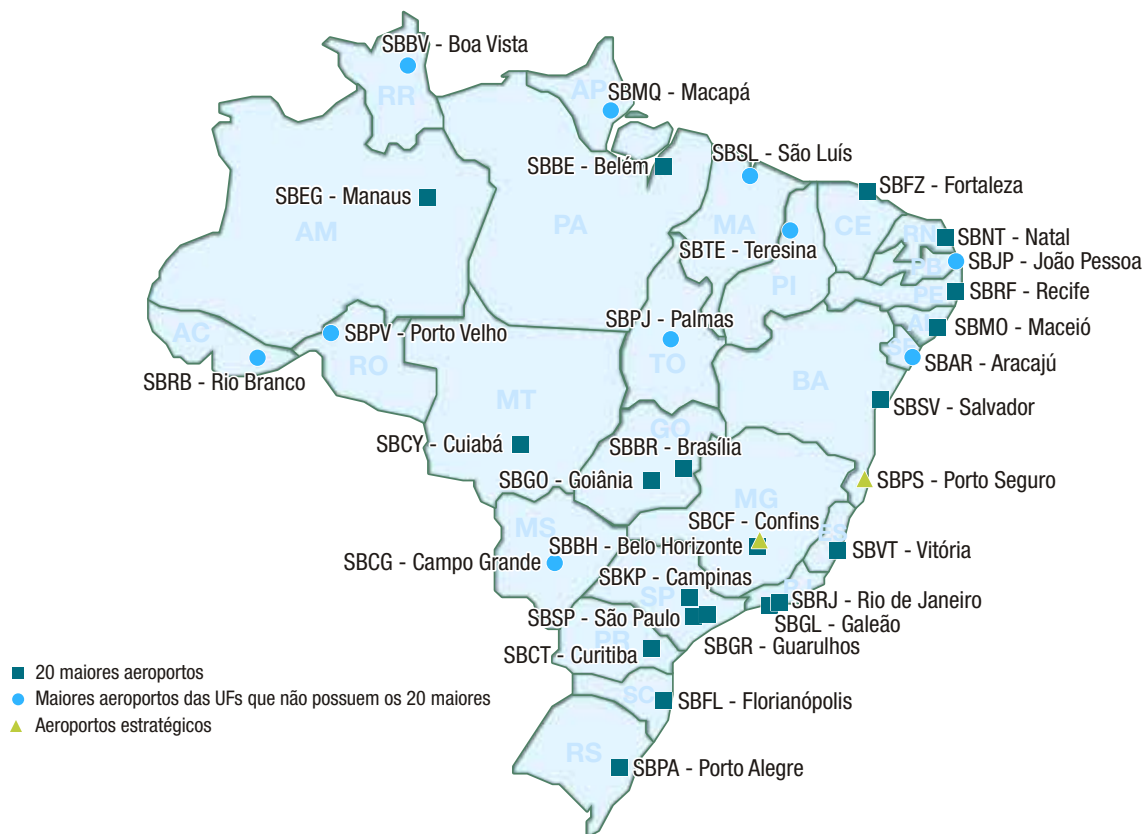 SBBV - Boa Vista
RR
AP
SBMQ - Macapá
SBBE - Belém
SBSL - São Luís
SBFZ - Fortaleza
SBEG - Manaus
AM
PA
MA
CE
RN
SBNT - Natal
SBTE - Teresina
PB
SBJP - João Pessoa
PI
PE
SBRF - Recife
SBPJ - Palmas
AL
SBMO - Maceió
AC
SBPV - Porto Velho
SE
SBRB - Rio Branco
RO
TO
SBAR - Aracajú
BA
MT
SBSV - Salvador
GO
SBCY - Cuiabá
SBBR - Brasília
SBGO - Goiânia
SBPS - Porto Seguro
MG
MS
SBCF - Confins
ES
SBBH - Belo Horizonte
SBVT - Vitória
SBCG - Campo Grande
SBKP - Campinas
RJ
SP
SBRJ - Rio de Janeiro
SBSP - São Paulo
SBGL - Galeão
PR
SBGR - Guarulhos
SBCT - Curitiba
20 maiores aeroportos
Maiores aeroportos das UFs que não possuem os 20 maiores
SC
SBFL - Florianópolis
Aeroportos estratégicos
RS
SBPA - Porto Alegre